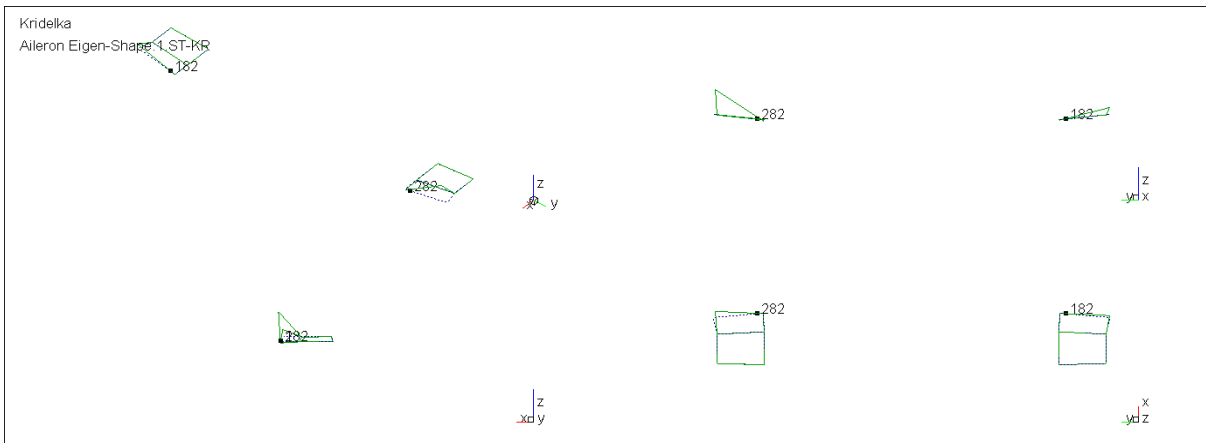 Kridelka
Aileron Eigen-Shape:1,ST-KR
182
282
182
282
z
x y
z
y x
182
282
182
z
x y
x
y z